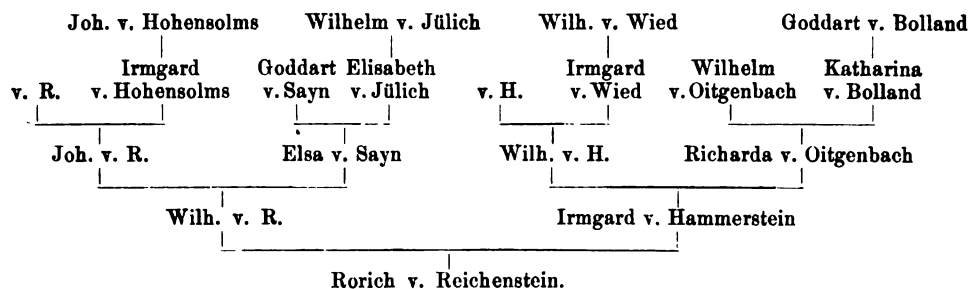 Joh. v. Hohensolms Wilhelm v. Jülich Wilh. v. Wied Goddart v. Bolland
Irmgard Goddart Elisabeth Irmgard Wilhelm Katharina
v. R. v. Hohensolms v. Sayn v. Jülich v. H. v. Wied v. Oitgenbach v. Bolland
Joh. v. R. Elsa v. Sayn Wilh. v. H. Richarda v. Oitgenbach
Wilh. v. R. Irmgard v. Hammerstein
Rorich v. Reichenstein.